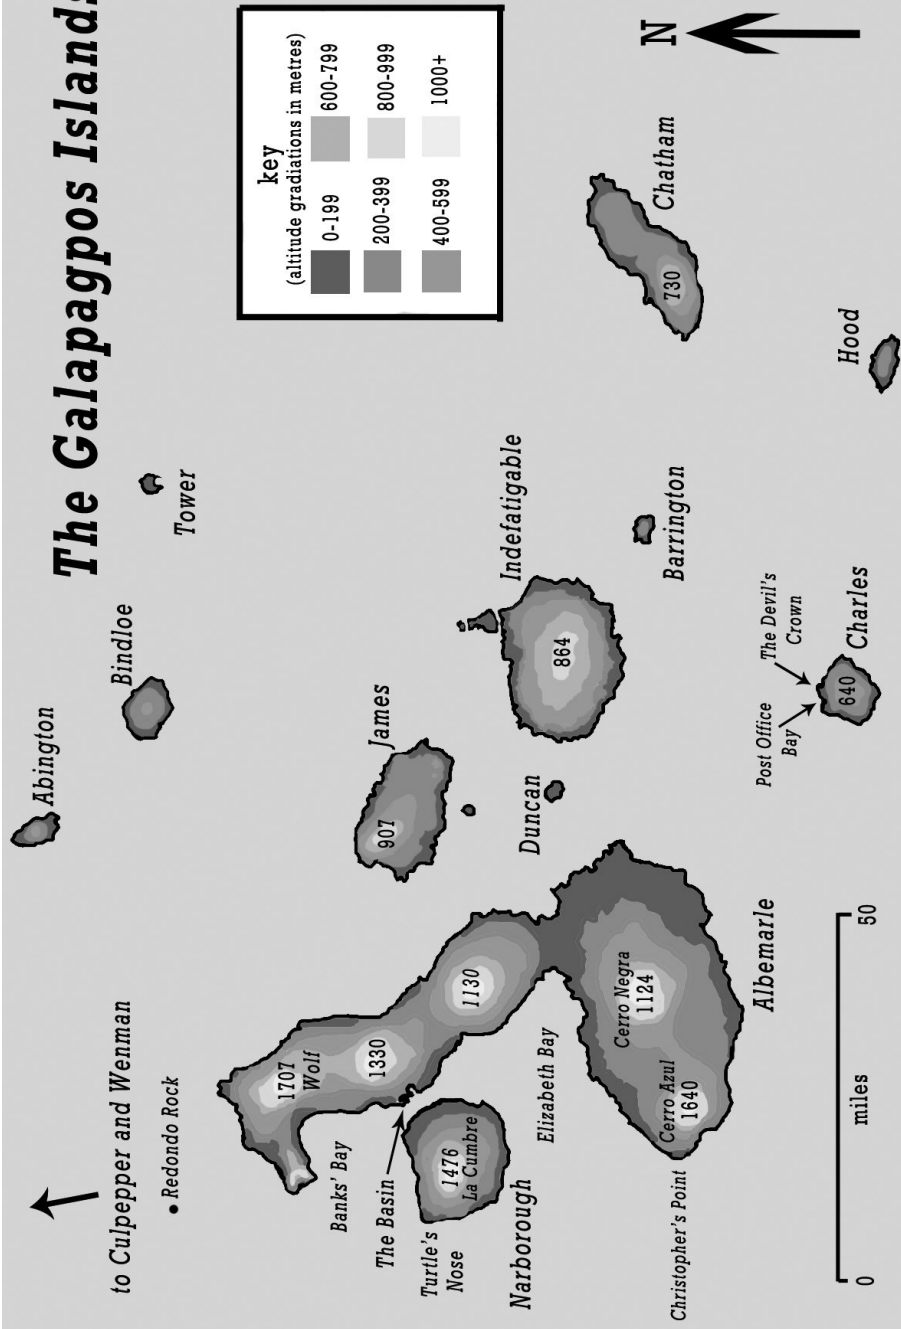 The Galapagpos Islands
to Culpepper and Wenman
Redondo Rock
Abington
Bindloe
Tower
key
(altitude gradiations in metres)
0-199
600-799
200-399
800-999
400-599
1000+
1707
Wolf
Banks' Bay
1330
The Basin
907
James
Turtle's
Nose
1476
La Cumbre
1130
Narborough
Elizabeth Bay
Duncan
Indefatigable
864
Cerro Negra
1124
Cerro Azul
1640
Christopher's Point
Albemarle
Barrington
730
Chatham
N
Post Office
Bay
The Devil's
Crown
640
Charles
Hood
0
miles
50